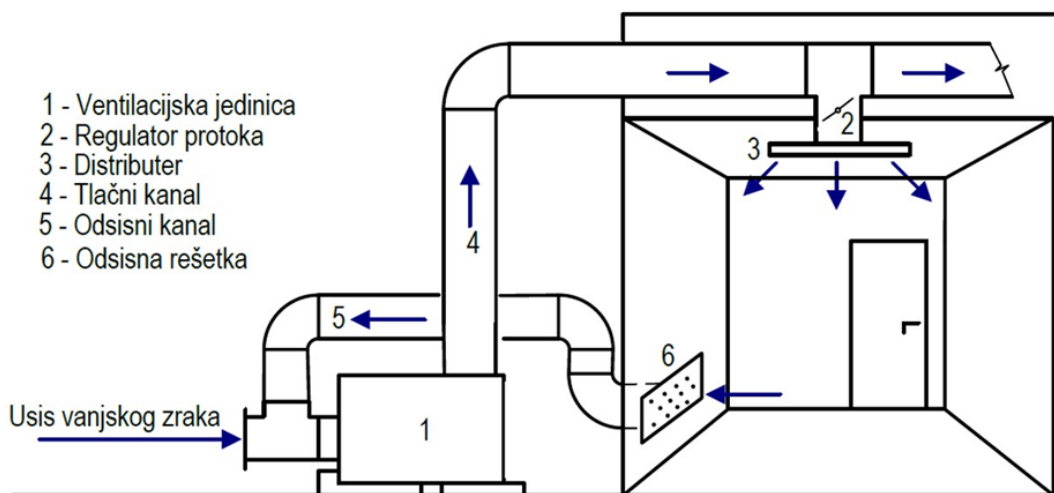 1 - Ventilacijska jedinica
2 - Regulator protoka
3 - Distributer
4 - Tlačni kanal
5 - Odsisni kanal
6 - Odsisna rešetka
2
3
4
5
6
Usis vanjskog zraka
1